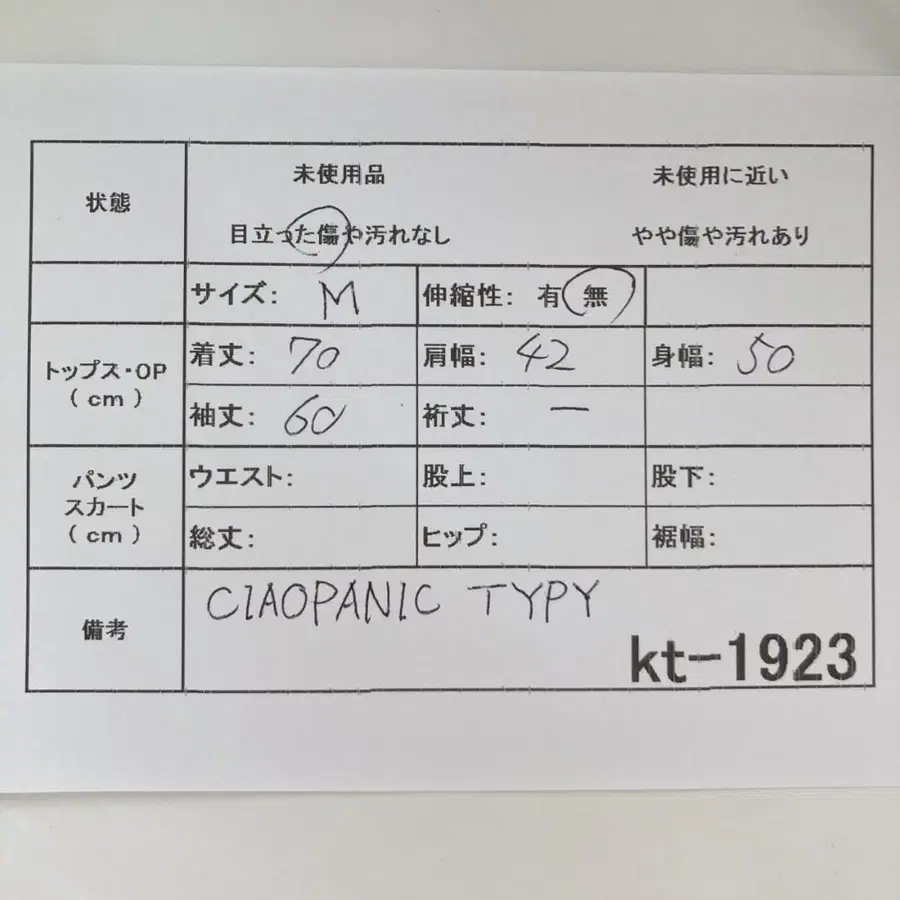 状態
未使用品 未使用に近い
目立った傷や汚れなし やや傷や汚れあり
サイズ: M 伸縮性: 有 無
トップス・OP
( cm )
着丈: 70 肩幅: 42 身幅: 50
袖丈: 60 裄丈: ー
パンツ
スカート
( cm )
ウエスト: 股上: 股下:
総丈: ヒップ: 裾幅:
備考
CIAOPANIC TYPY
kt-1923